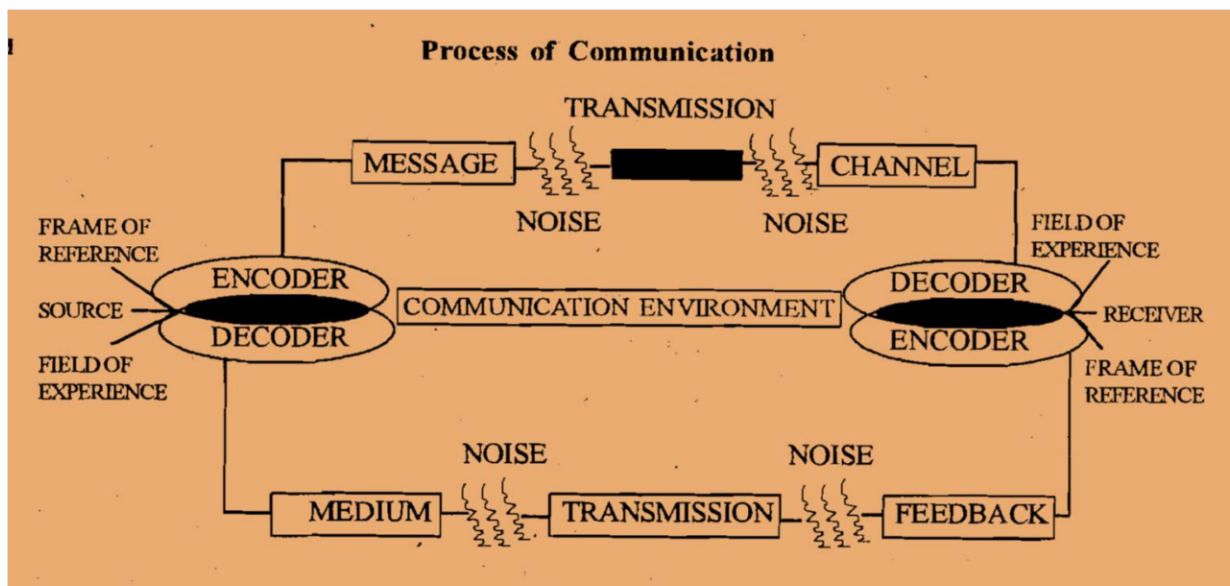 Process of Communication
TRANSMISSION
MESSAGE
CHANNEL
NOISE
NOISE
FRAME OF
REFERENCE
FIELD OF
EXPERIENCE
ENCODER
DECODER
SOURCE
COMMUNICATION ENVIRONMENT
RECEIVER
DECODER
ENCODER
FIELD OF
EXPERIENCE
FRAME OF
REFERENCE
NOISE
NOISE
MEDIUM
TRANSMISSION
FEEDBACK